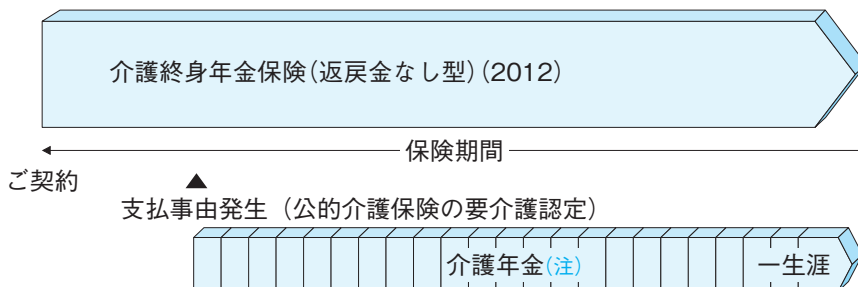 介護終身年金保険(返戻金なし型)(2012)
保険期間
ご契約
支払事由発生（公的介護保険の要介護認定）
介護年金(注)
一生涯